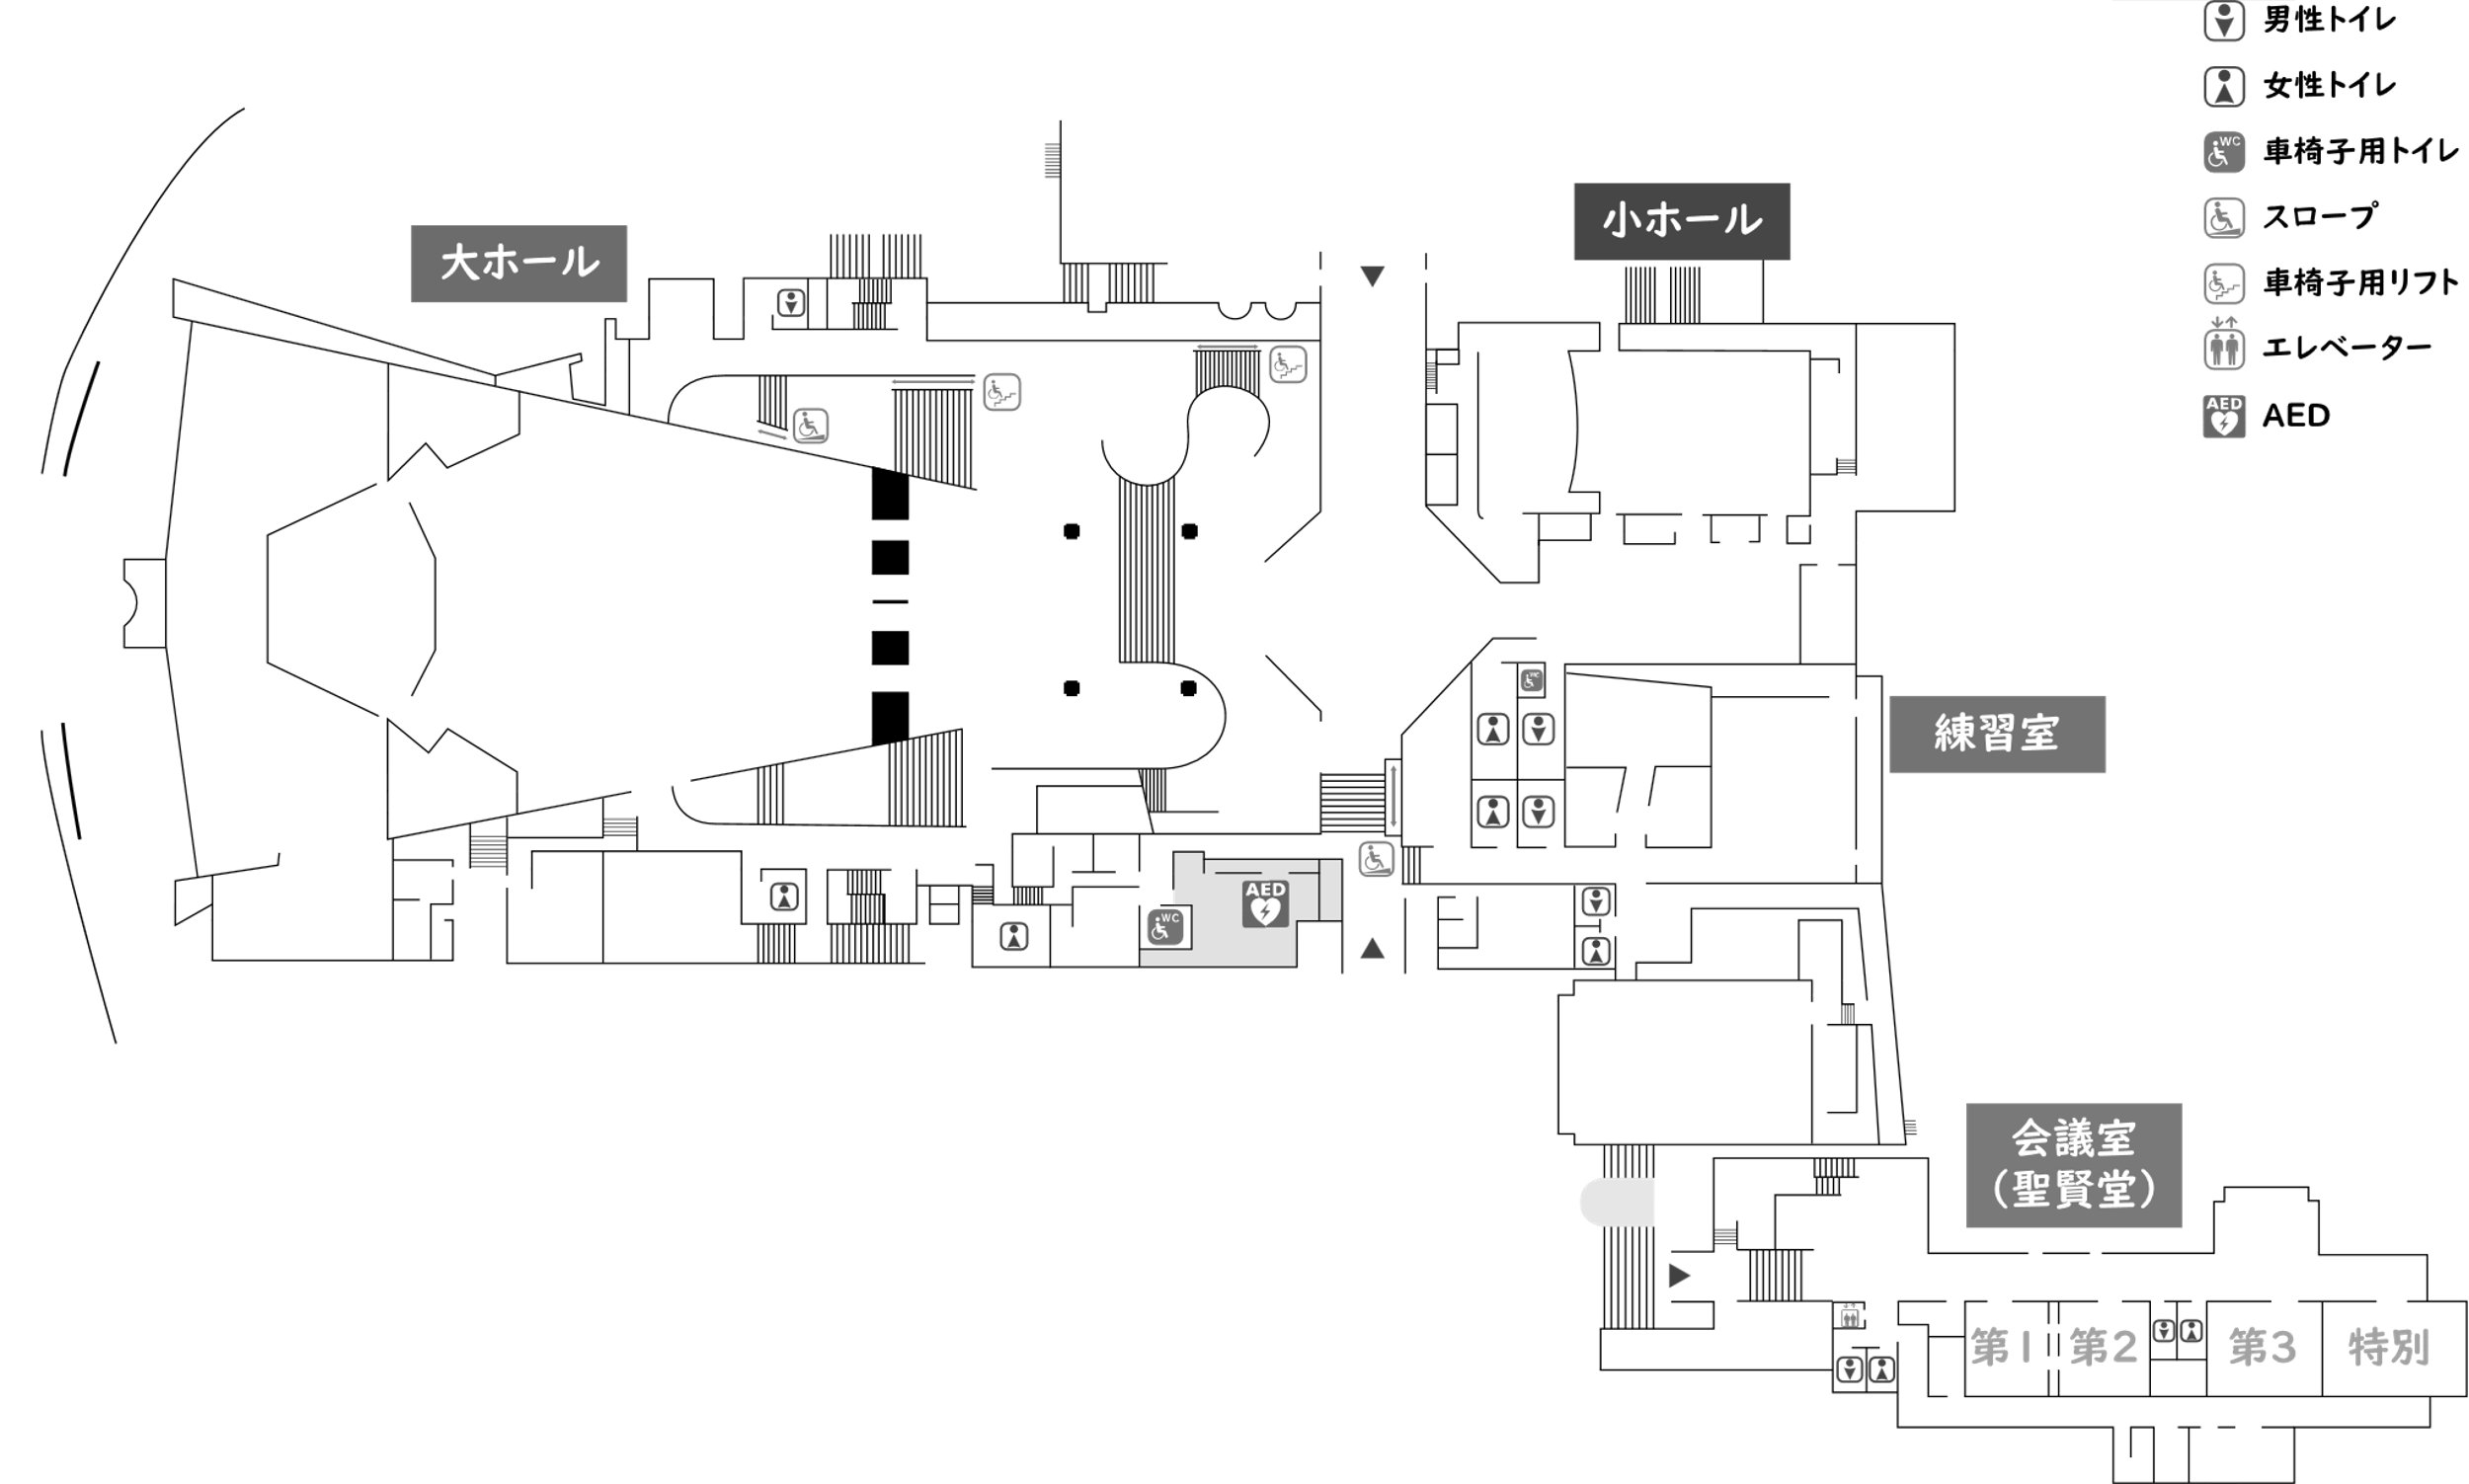 男性トイレ
女性トイレ
WC 車椅子用トイレ
スロープ
車椅子用リフト
エレベーター
AED AED
小ホール
大ホール
WC
練習室
AED
WC
会議室
（聖賢堂）
第1 第2 第3 特別